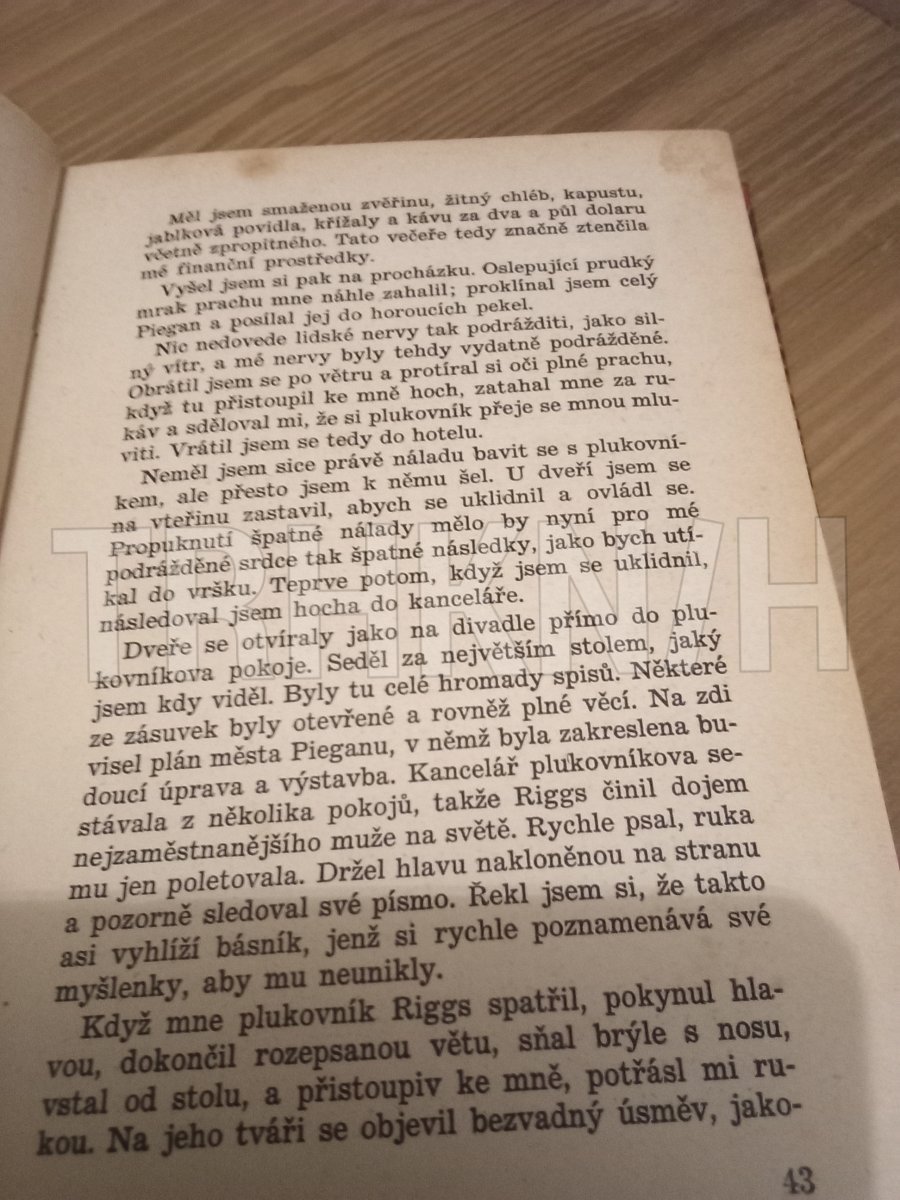 Měl jsem smaženou zvěřinu, žitný chléb, kapustu,
jablková povidla, křížaly a kávu za dva a půl dolaru
včetně zpropitného. Tato večeře tedy značně ztenčila
mé finanční prostředky.
Vyšel jsem si pak na procházku. Oslepující prudký
mrak prachu mne náhle zahalil; proklínal jsem celý
Piegan a posílal jej do horoucích pekel.
Nic nedovede lidské nervy tak podrážditi, jako sil-
ný vítr, a mé nervy byly tehdy vydatně podrážděné.
Obrátil jsem se po větru a protíral si oči plné prachu,
když tu přistoupil ke mně hoch, zatahal mne za ru-
káv a sděloval mi, že si plukovník přeje se mnou mlu-
viti. Vrátil jsem se tedy do hotelu.
Neměl jsem sice právě náladu bavit se s plukovní-
kem, ale přesto jsem k němu šel. U dveří jsem se
na vteřinu zastavil, abych se uklidnil a ovládl se.
Propuknutí špatné nálady mělo by nyní pro mé
podrážděné srdce tak špatné následky, jako bych utí-
kal do vršku. Teprve potom, když jsem se uklidnil,
následoval jsem hocha do kanceláře.
Dveře se otvíraly jako na divadle přímo do plu-
kovníkova pokoje. Seděl za největším stolem, jaký
jsem kdy viděl. Byly tu celé hromady spisů. Některé
ze zásuvek byly otevřené a rovněž plné věcí. Na zdi
visel plán města Pieganu, v němž byla zakreslena bu-
doucí úprava a výstavba. Kancelář plukovníkova se-
stávala z několika pokojů, takže Riggs činil dojem
nejzaměstnanějšího muže na světě. Rychle psal, ruka
mu jen poletovala. Držel hlavu nakloněnou na stranu
a pozorně sledoval své písmo. Řekl jsem si, že takto
asi vyhlíží básník, jenž si rychle poznamenává své
myšlenky, aby mu neunikly.
Když mne plukovník Riggs spatřil, pokynul hla-
vou, dokončil rozepsanou větu, sňal brýle s nosu,
vstal od stolu, a přistoupiv ke mně, potřásl mi ru-
kou. Na jeho tváři se objevil bezvadný úsměv, jako-
43